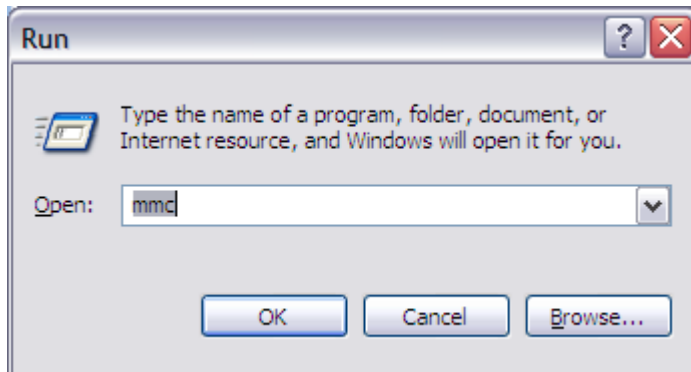 Run
Type the name of a program, folder, document, or
Internet resource, and Windows will open it for you.
Open: mmc
OK Cancel Browse...